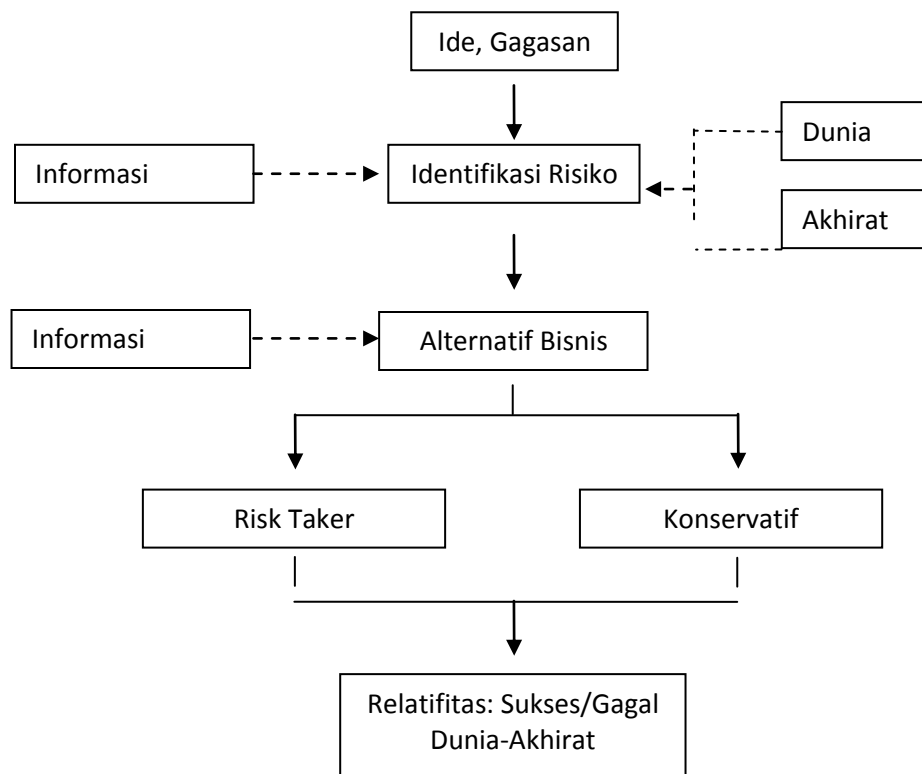 Ide, Gagasan
Dunia
Informasi
Identifikasi Risiko
Akhirat
Informasi
Alternatif Bisnis
Risk Taker
Konservatif
Relatifitas: Sukses/Gagal
Dunia-Akhirat